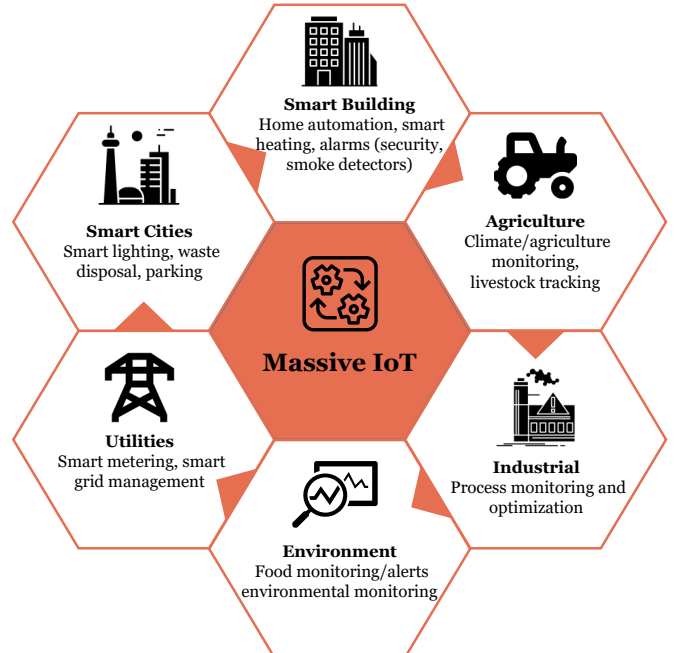 Smart Building
Home automation, smart
heating, alarms (security,
smoke detectors)
Smart Cities
Smart lighting, waste
disposal, parking
Agriculture
Climate/agriculture
monitoring,
livestock tracking
Massive IoT
Utilities
Smart metering, smart
grid management
Industrial
Process monitoring and
optimization
Environment
Food monitoring/alerts
environmental monitoring